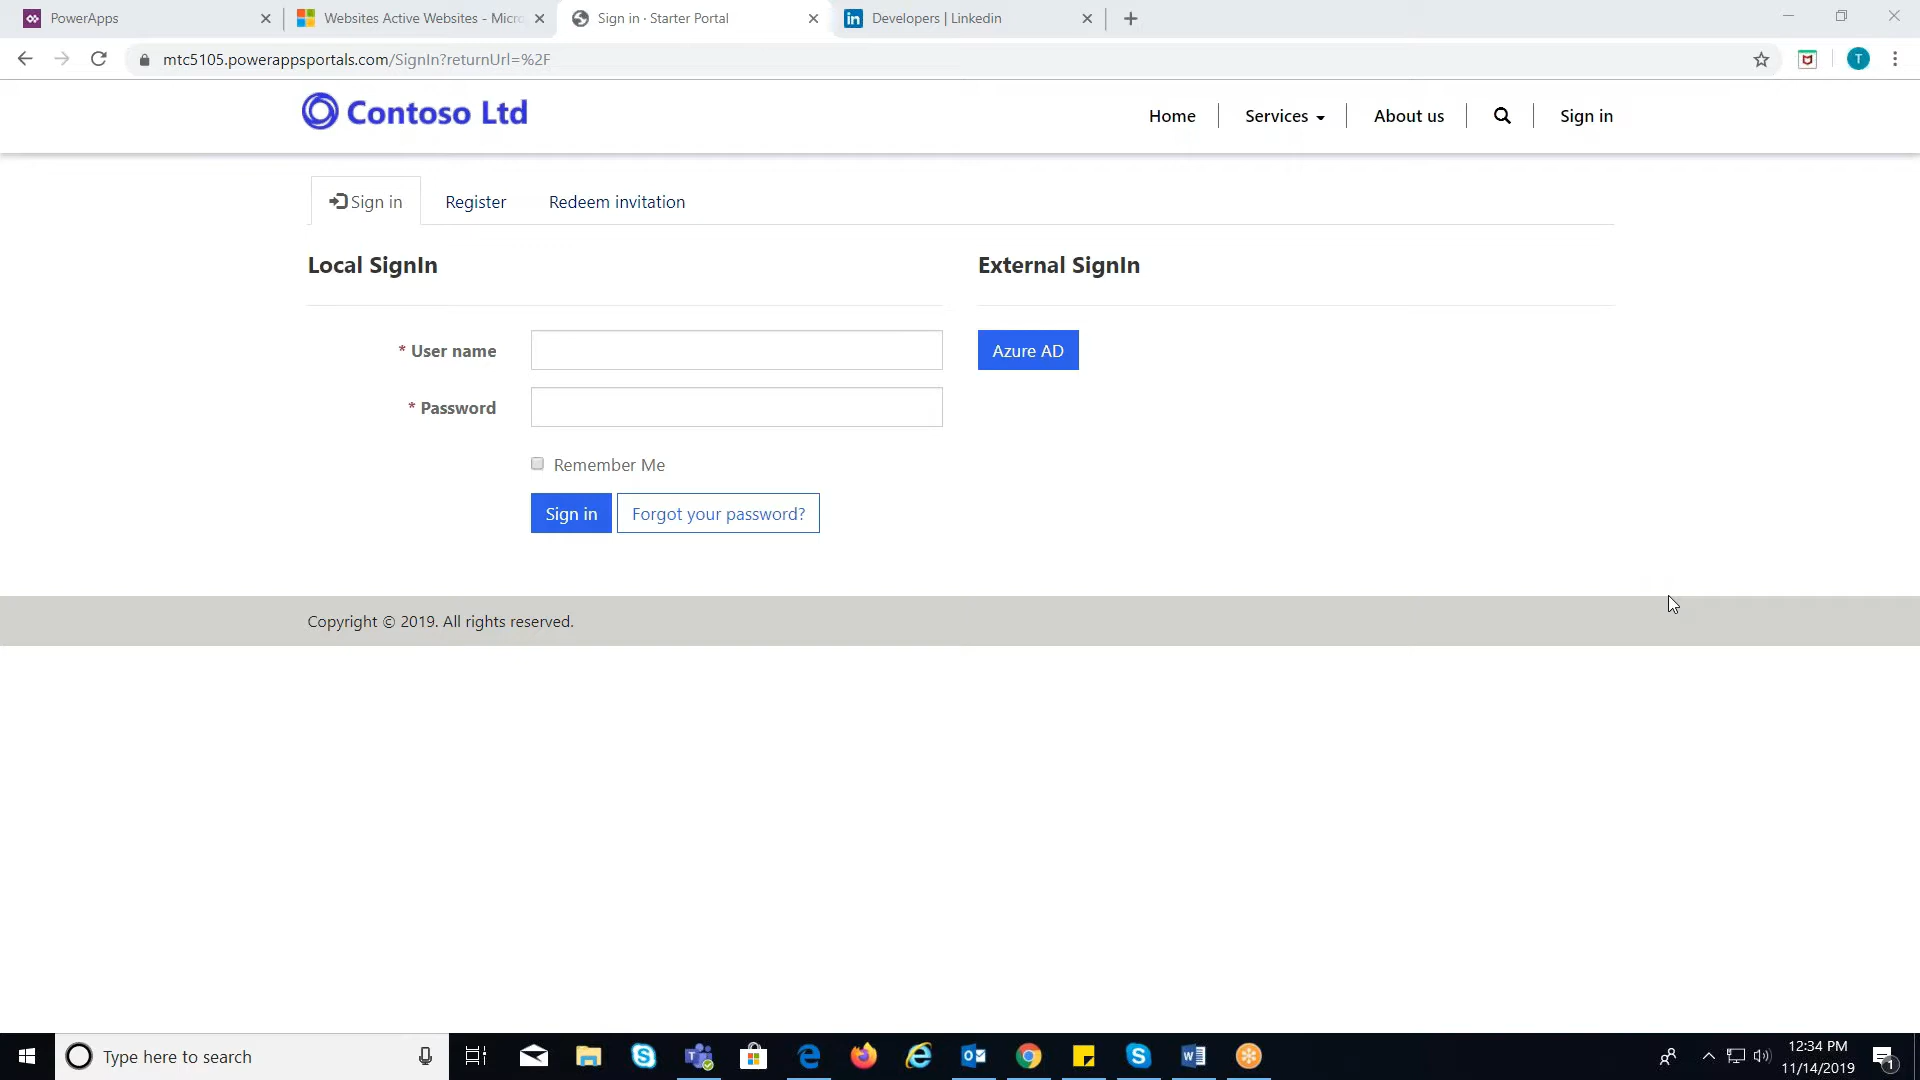 PowerApps
Websites Active Websites - Micro
Sign in · Starter Portal
Developers | Linkedin
mtc5105.powerappsportals.com/SignIn?returnUrl=%2F
T
Contoso Ltd
Home
Services
About us
Sign in
Sign in
Register
Redeem invitation
Local SignIn
External SignIn
* User name
Azure AD
* Password
Remember Me
Sign in
Forgot your password?
Copyright © 2019. All rights reserved.
Type here to search
12:34 PM
11/14/2019
1